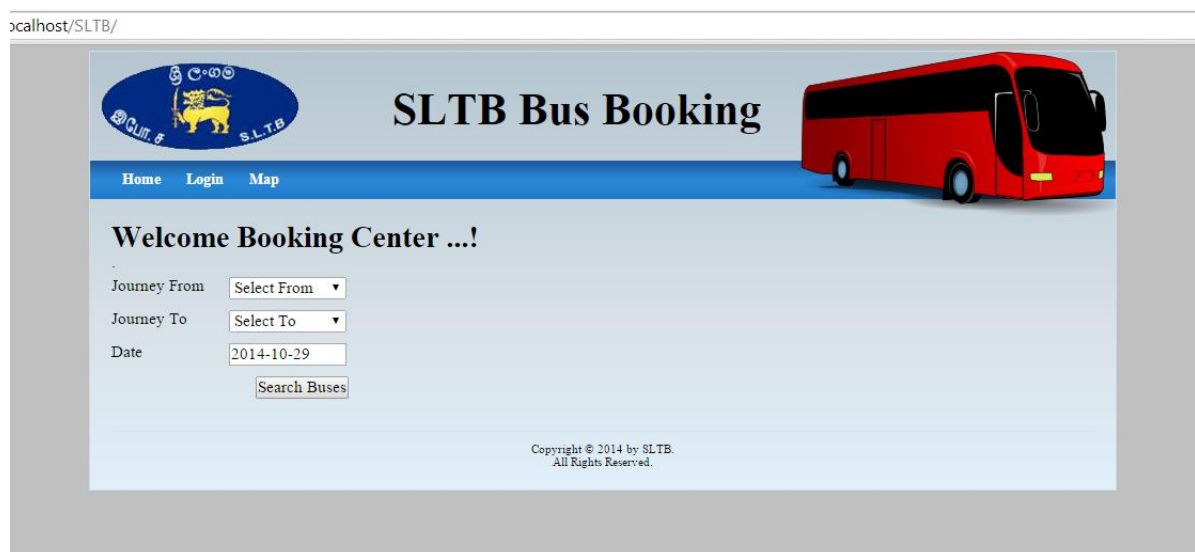 ocalhost/SLTB/
ශ්‍රී ලංගම
இ.போ.ச
S.L.T.B
SLTB Bus Booking
Home Login Map
Welcome Booking Center ...!
.
Journey From Select From
Journey To Select To
Date 2014-10-29
Search Buses
Copyright © 2014 by SLTB.
All Rights Reserved.